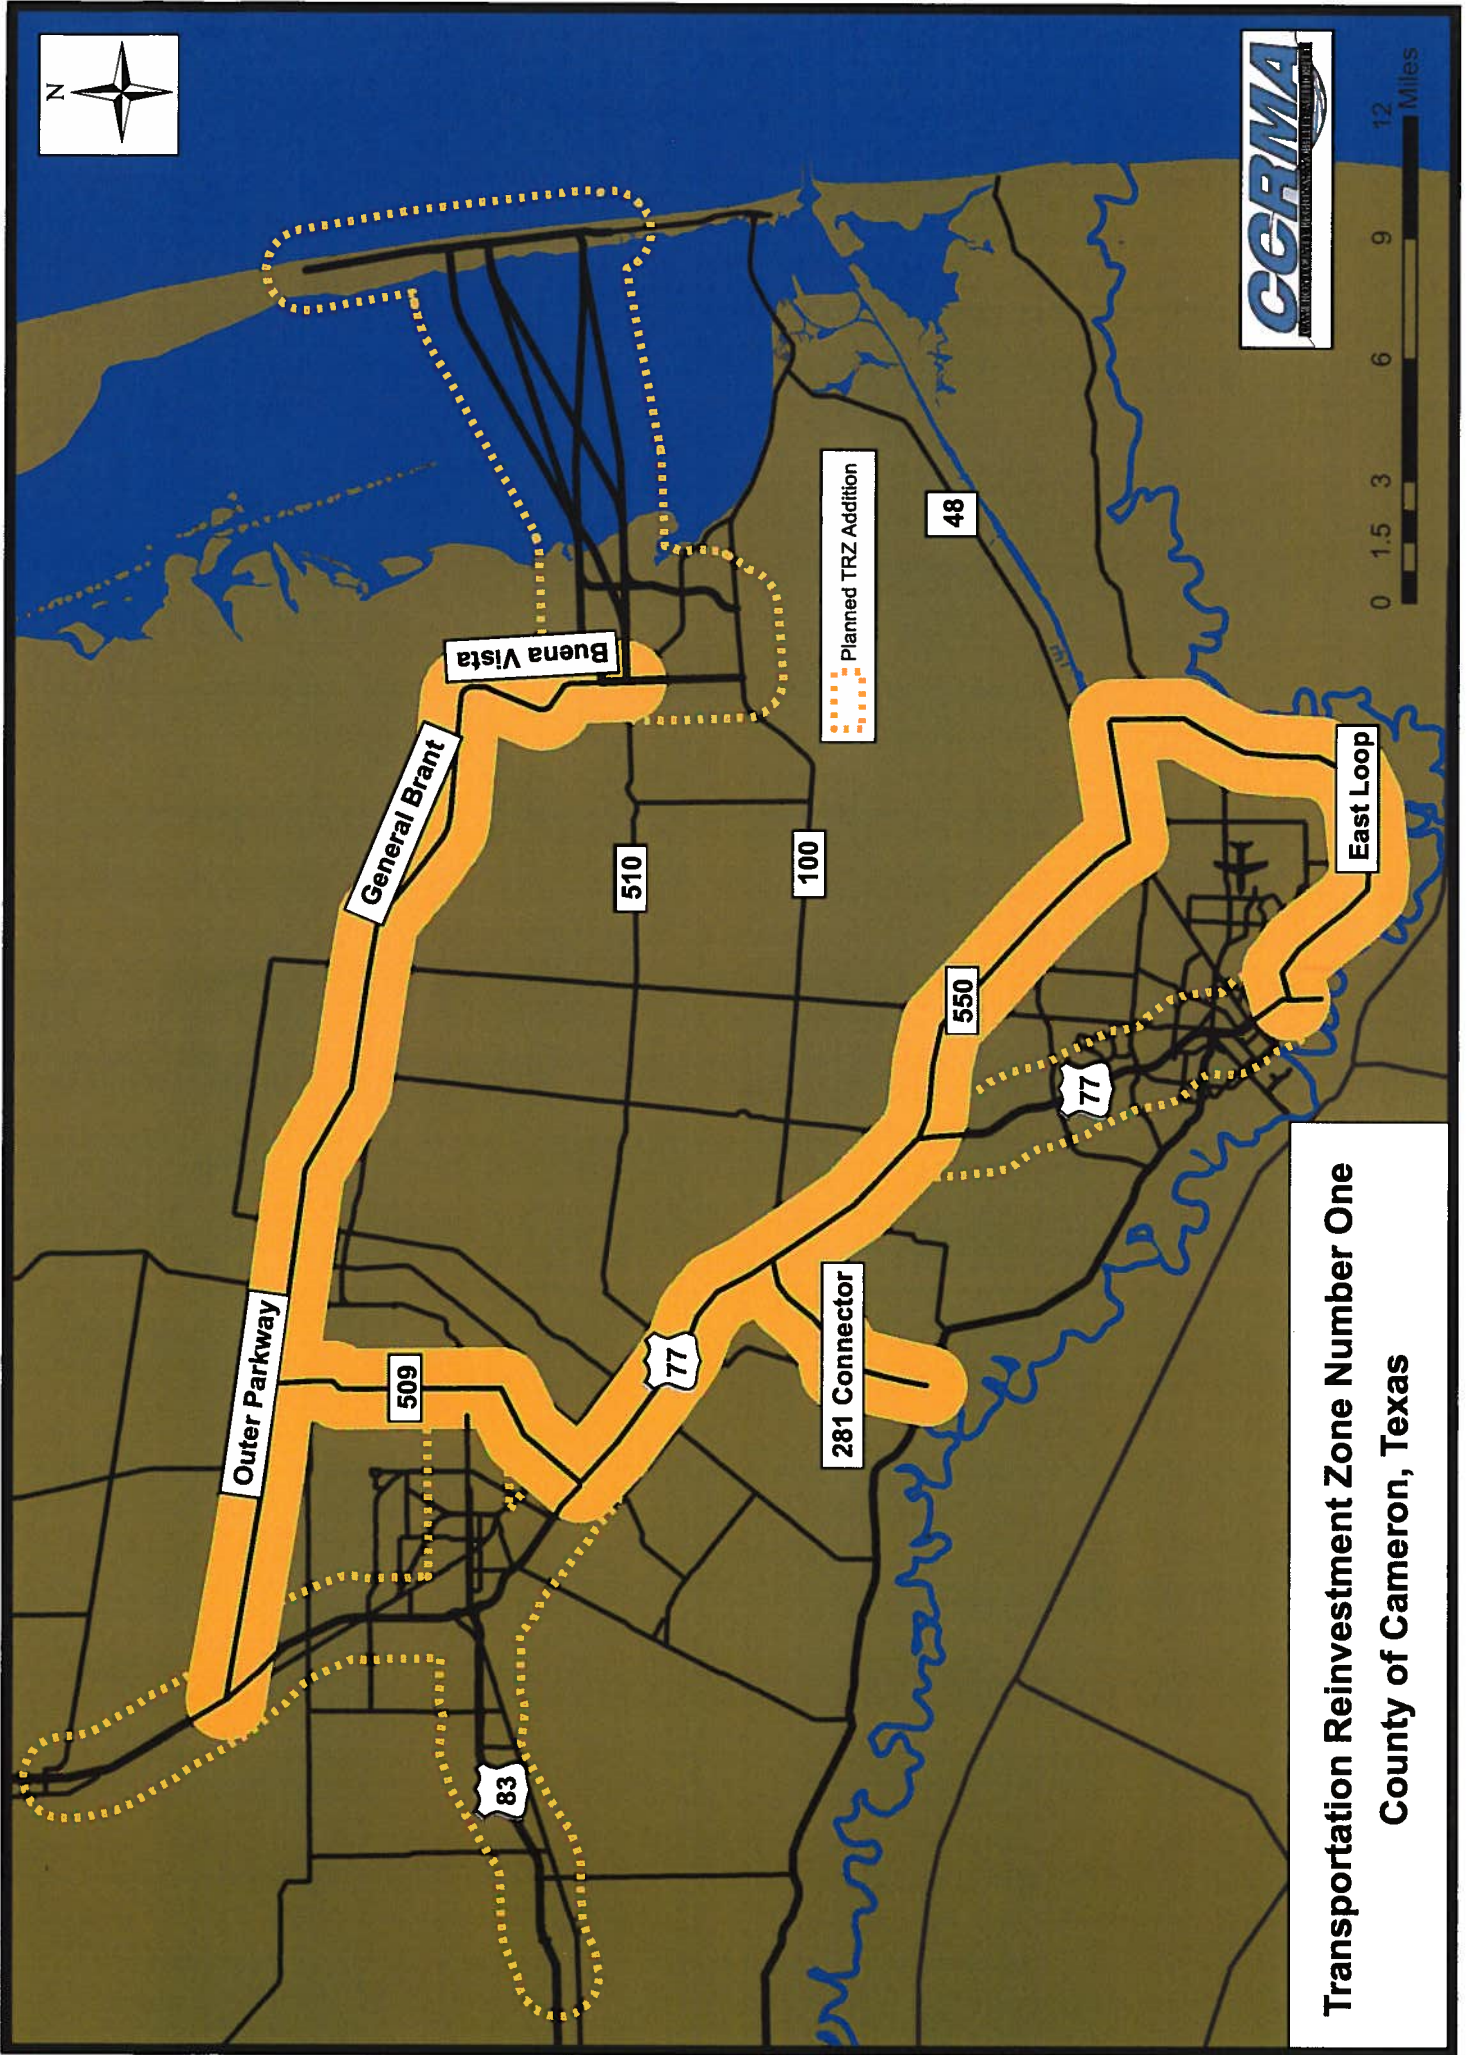 N
Outer Parkway
General Brant
Buena Vista
509
510
100
Planned TRZ Addition
48
83
77
281 Connector
550
77
East Loop
CCRMA
0 1.5 3 6 9 12
Miles
Transportation Reinvestment Zone Number One
County of Cameron, Texas